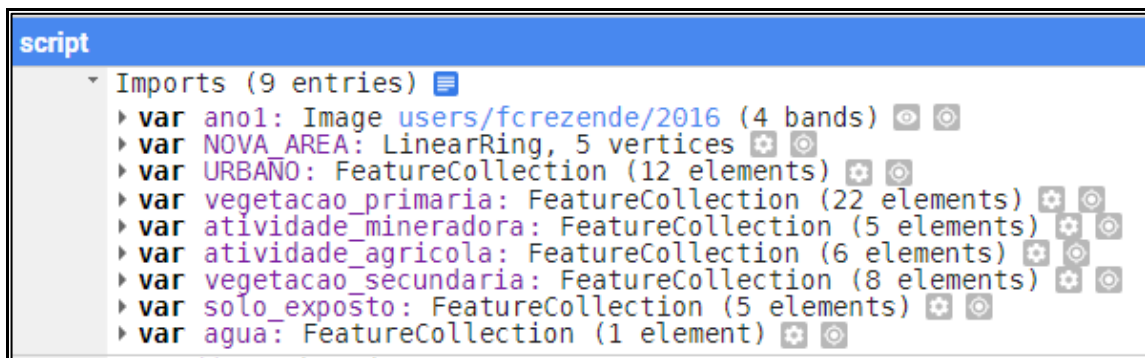 script
Imports (9 entries)
var ano1: Image users/fcrezende/2016 (4 bands)
var NOVA_AREA: LinearRing, 5 vertices
var URBANO: FeatureCollection (12 elements)
var vegetacao_primaria: FeatureCollection (22 elements)
var atividade_mineradora: FeatureCollection (5 elements)
var atividade_agricola: FeatureCollection (6 elements)
var vegetacao_secundaria: FeatureCollection (8 elements)
var solo_exposto: FeatureCollection (5 elements)
var agua: FeatureCollection (1 element)